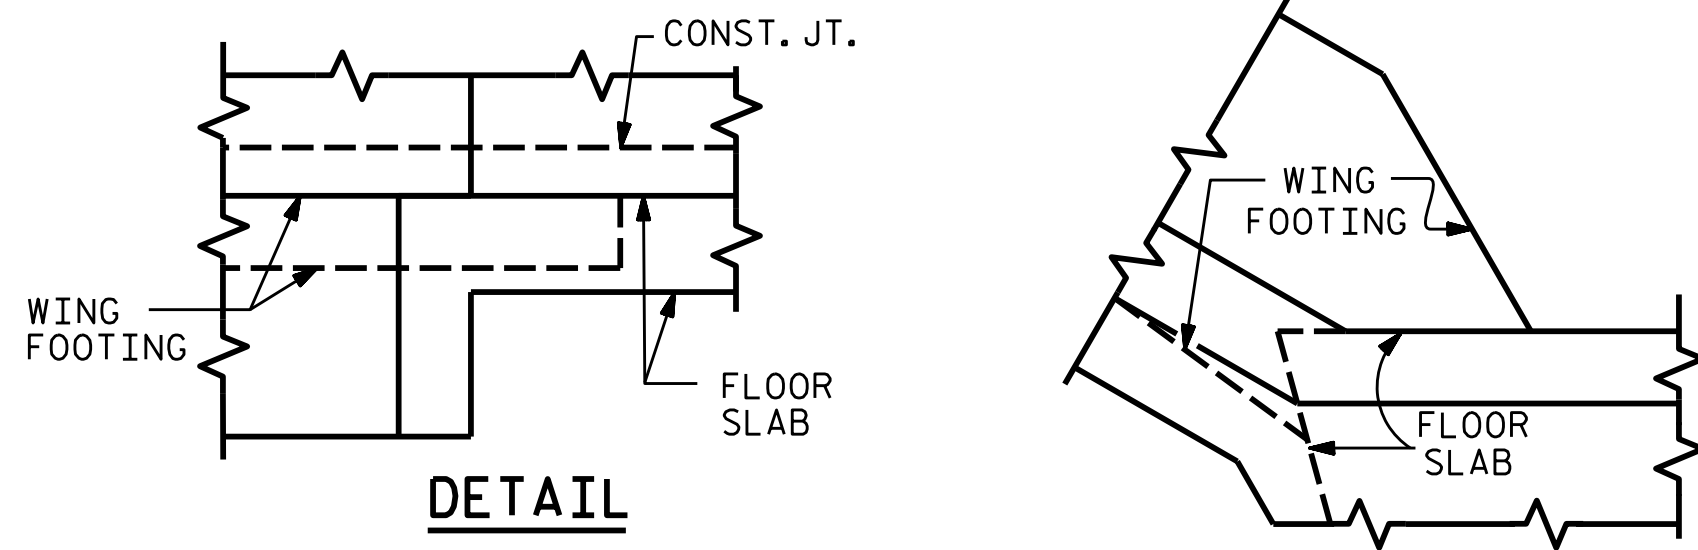 CONST. JT.
WING
FOOTING
FLOOR
SLAB
DETAIL
WING
FOOTING
FLOOR
SLAB